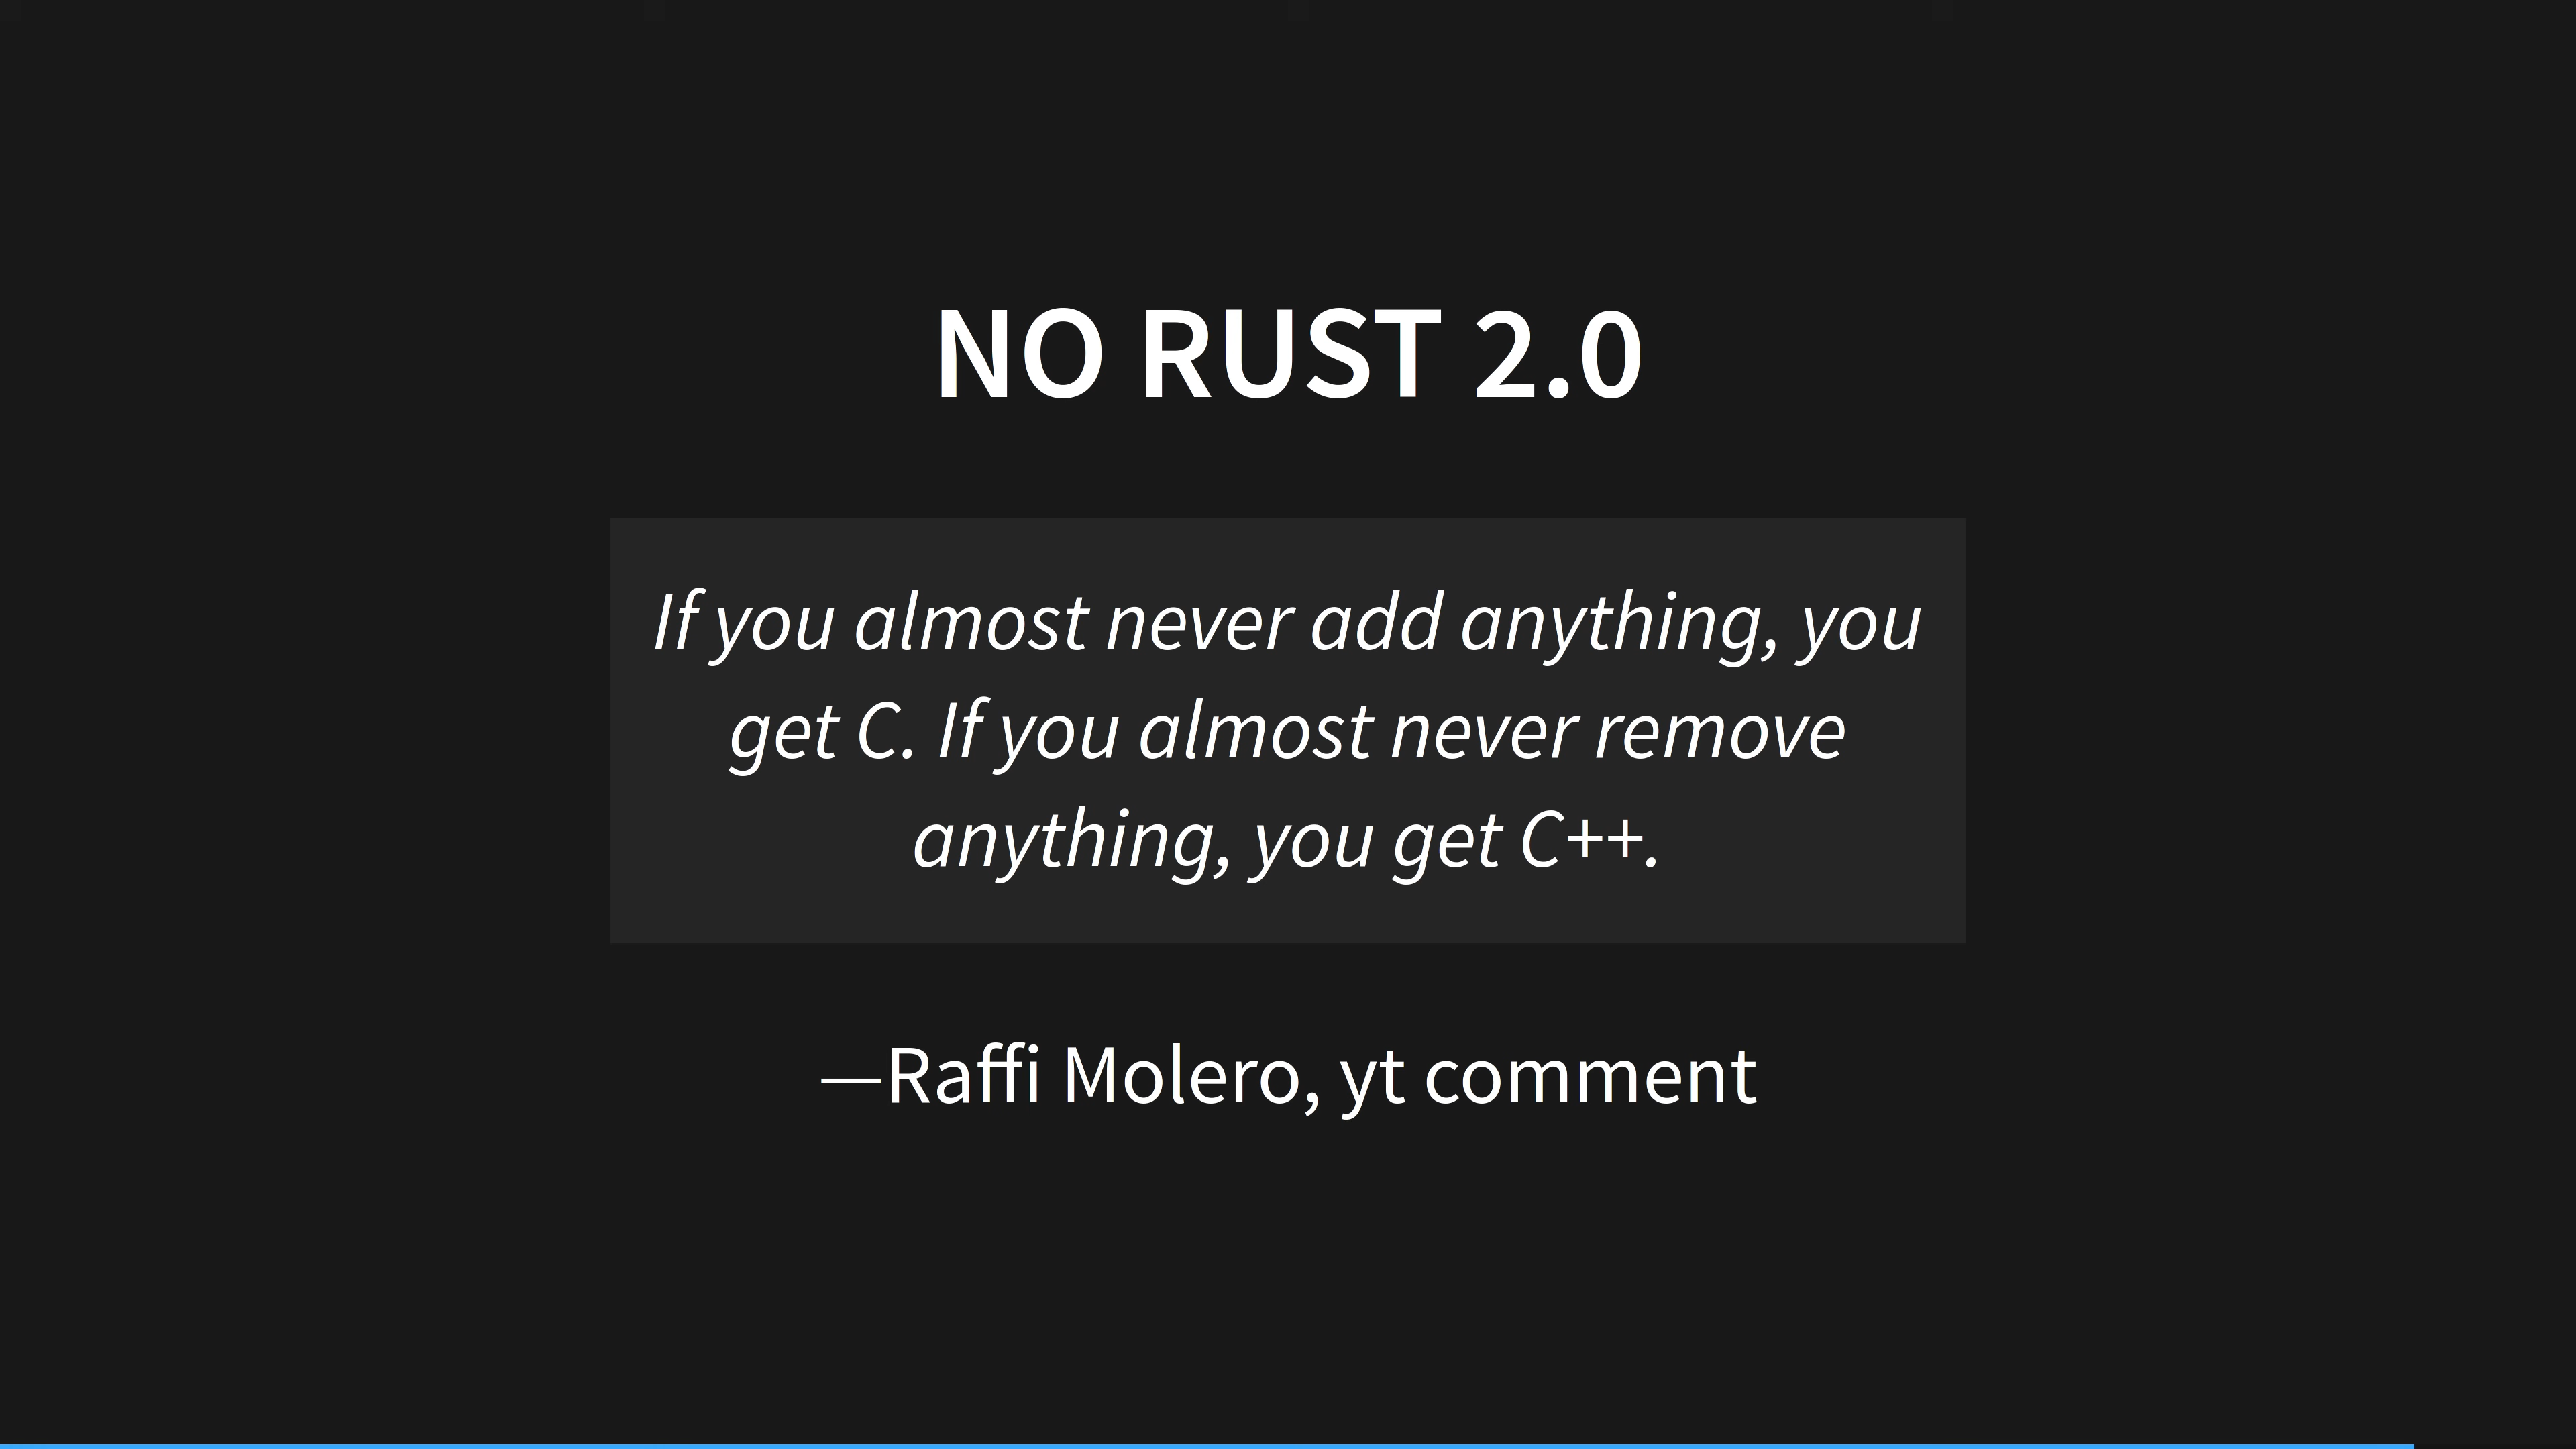 NO RUST 2.0
If you almost never add anything, you
get C. If you almost never remove
anything, you get C++.
—Raffi Molero, yt comment